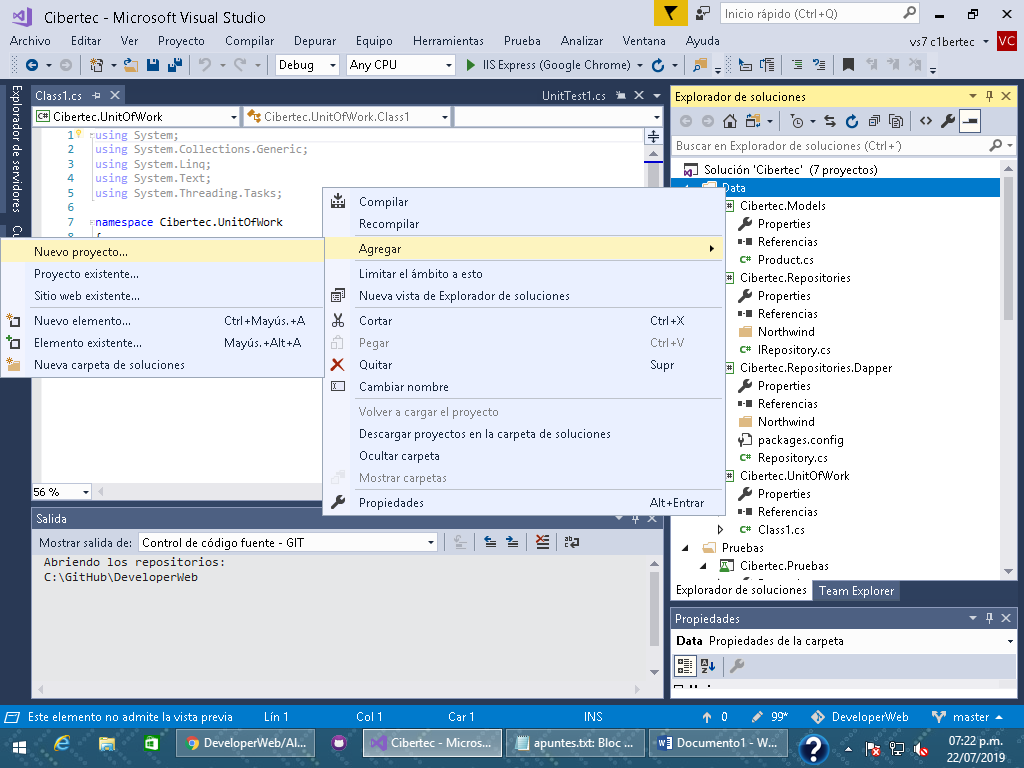 Cibertec - Microsoft Visual Studio
Inicio rápido (Ctrl+Q)
Archivo Editar Ver Proyecto Compilar Depurar Equipo Herramientas Prueba Analizar Ventana Ayuda
vs7 c1bertec VC
Debug Any CPU IIS Express (Google Chrome)
Explorador de servidores
Class1.cs
UnitTest1.cs
C# Cibertec.UnitOfWork
Cibertec.UnitOfWork.Class1
1 using System;
2 using System.Collections.Generic;
3 using System.Linq;
4 using System.Text;
5 using System.Threading.Tasks;
6
7 namespace Cibertec.UnitOfWork
8 {
56 %
Compilar
Recompilar
Agregar
Limitar el ámbito a esto
Nueva vista de Explorador de soluciones
Cortar Ctrl+X
Pegar Ctrl+V
Quitar Supr
Cambiar nombre
Volver a cargar el proyecto
Descargar proyectos en la carpeta de soluciones
Ocultar carpeta
Mostrar carpetas
Propiedades Alt+Entrar
Nuevo proyecto...
Proyecto existente...
Sitio web existente...
Nuevo elemento... Ctrl+Mayús.+A
Elemento existente... Mayús.+Alt+A
Nueva carpeta de soluciones
Explorador de soluciones
Buscar en Explorador de soluciones (Ctrl+´)
Solución 'Cibertec' (7 proyectos)
Data
Cibertec.Models
Properties
Referencias
C# Product.cs
Cibertec.Repositories
Properties
Referencias
Northwind
C# IRepository.cs
Cibertec.Repositories.Dapper
Properties
Referencias
Northwind
packages.config
C# Repository.cs
Cibertec.UnitOfWork
Properties
Referencias
C# Class1.cs
Pruebas
Cibertec.Pruebas
Explorador de soluciones Team Explorer
Salida
Mostrar salida de: Control de código fuente - GIT
Abriendo los repositorios:
C:\GitHub\DeveloperWeb
Propiedades
Data Propiedades de la carpeta
Este elemento no admite la vista previa Lín 1 Col 1 Car 1 INS 0 99* DeveloperWeb master
DeveloperWeb/Al...
Cibertec - Micros...
apuntes.txt: Bloc ...
Documento1 - W...
07:22 p.m.
22/07/2019